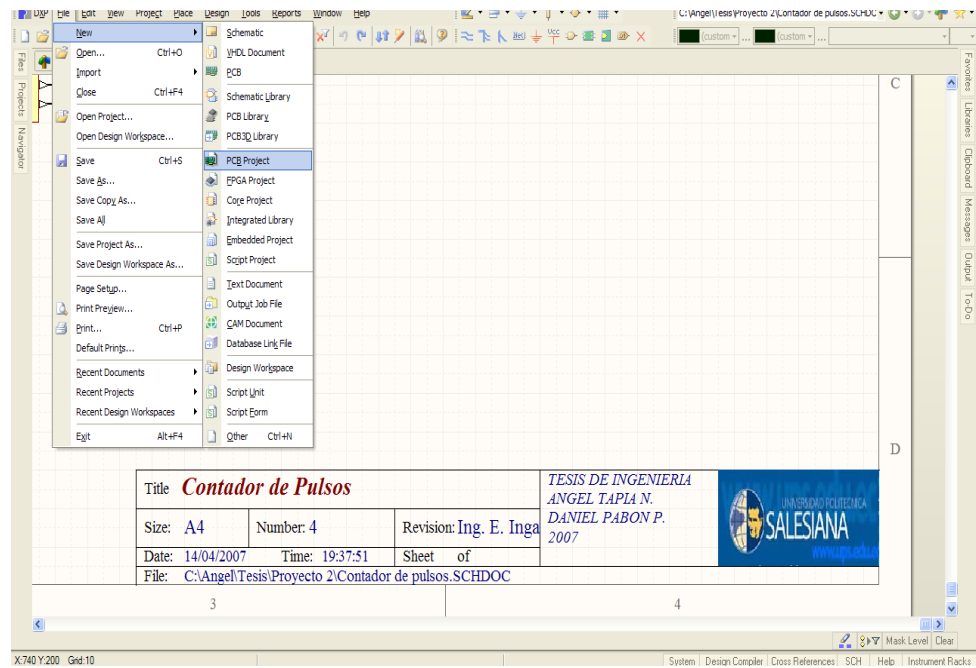 DXP File Edit View Project Place Design Tools Reports Window Help
C:\Angel\Tesis\Proyecto 2\Contador de pulsos.SCHDOC
(custom ... (custom ...
New
Open... Ctrl+O
Import
Close Ctrl+F4
Open Project...
Open Design Workspace...
Save Ctrl+S
Save As...
Save Copy As...
Save All
Save Project As...
Save Design Workspace As...
Page Setup...
Print Preview...
Print... Ctrl+P
Default Prints...
Recent Documents
Recent Projects
Recent Design Workspaces
Exit Alt+F4
Schematic
VHDL Document
PCB
Schematic Library
PCB Library
PCB3D Library
PCB Project
FPGA Project
Core Project
Integrated Library
Embedded Project
Script Project
Text Document
Output Job File
CAM Document
Database Link File
Design Workspace
Script Unit
Script Form
Other Ctrl+N
Files
Projects
Navigator
Favorites
Libraries
Clipboard
Messages
Output
To-Do
C
D
Title Contador de Pulsos
Size: A4 Number: 4 Revision: Ing. E. Inga
Date: 14/04/2007 Time: 19:37:51 Sheet of
File: C:\Angel\Tesis\Proyecto 2\Contador de pulsos.SCHDOC
TESIS DE INGENIERIA
ANGEL TAPIA N.
DANIEL PABON P.
2007
UNIVERSIDAD POLITECNICA
SALESIANA
www.ups.edu.ec
3 4
Mask Level Clear
X:740 Y:200 Grid:10
System Design Compiler Cross References SCH Help Instrument Racks